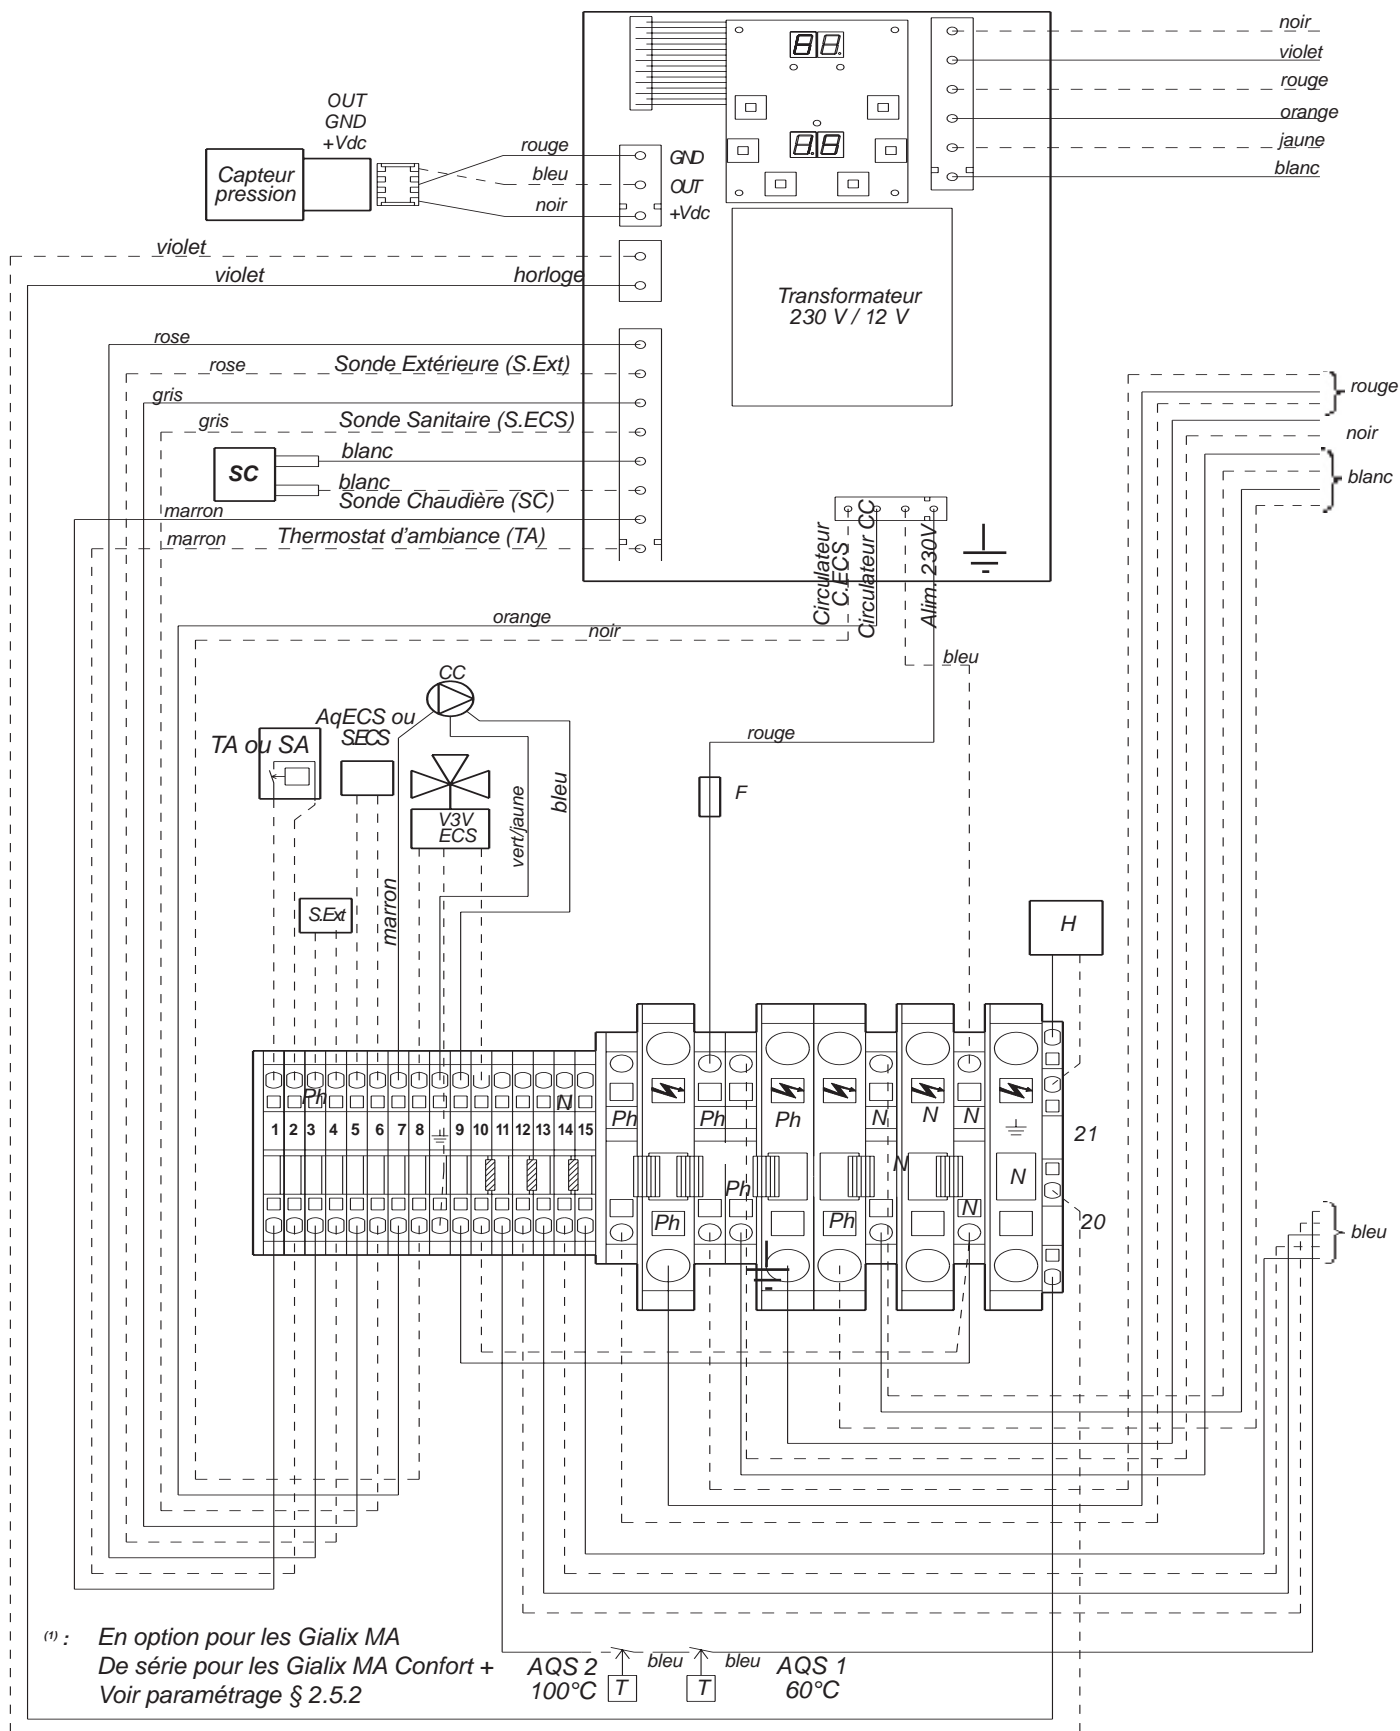 noir
violet
rouge
orange
jaune
blanc
OUT
GND
+Vdc
Capteur
pression
rouge
bleu
noir
GND
OUT
+Vdc
violet
violet
horloge
Transformateur
230 V / 12 V
rose
rose
Sonde Extérieure (S.Ext)
gris
gris
Sonde Sanitaire (S.ECS)
SC
blanc
blanc
Sonde Chaudière (SC)
marron
marron
Thermostat d'ambiance (TA)
rouge
noir
blanc
Circulateur
C.ECS
Circulateur CC
Alim. 230V
orange
noir
bleu
CC
AqECS ou
S.ECS
TA ou SA
rouge
F
V3V
ECS
vert/jaune
bleu
marron
S.Ext
H
Ph
N
1 2 3 4 5 6 7 8 9 10 11 12 13 14 15
Ph
Ph
Ph
N
N
N
21
N
N
Ph
Ph
Ph
N
20
bleu
(1) : En option pour les Gialix MA
De série pour les Gialix MA Confort +
Voir paramétrage § 2.5.2
AQS 2
100°C
T
bleu
T
bleu
AQS 1
60°C